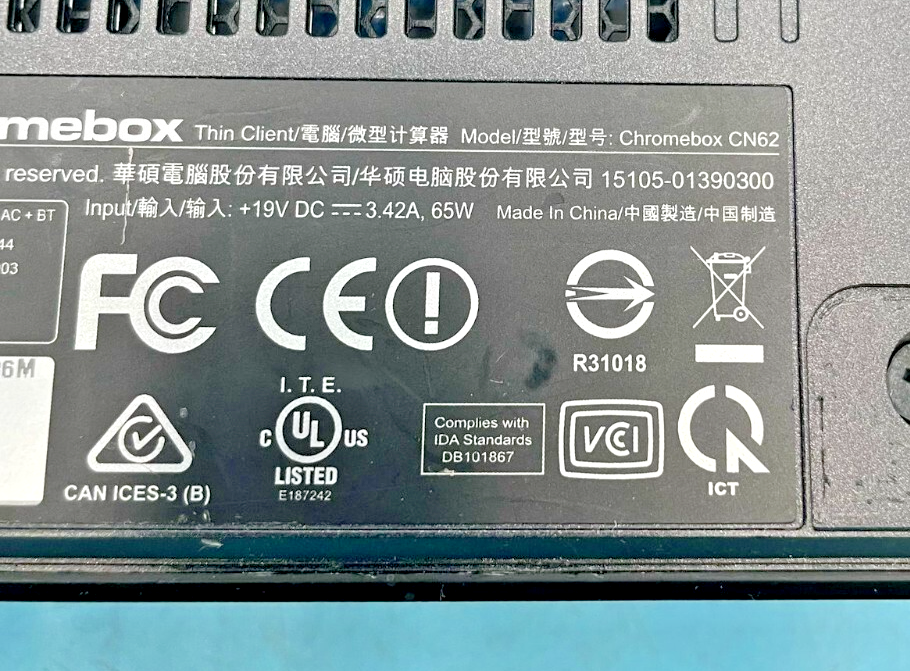 mebox Thin Client/電腦/微型计算器 Model/型號/型号: Chromebox CN62
reserved. 華碩電腦股份有限公司/华硕电脑股份有限公司 15105-01390300
Input/輸入/输入: +19V DC ⎓ 3.42A, 65W Made In China/中國製造/中国制造
AC + BT
44
03
FC CE
R31018
6M
I. T. E.
C UL US
LISTED
E187242
CAN ICES-3 (B)
Complies with
IDA Standards
DB101867
VCI
ICT